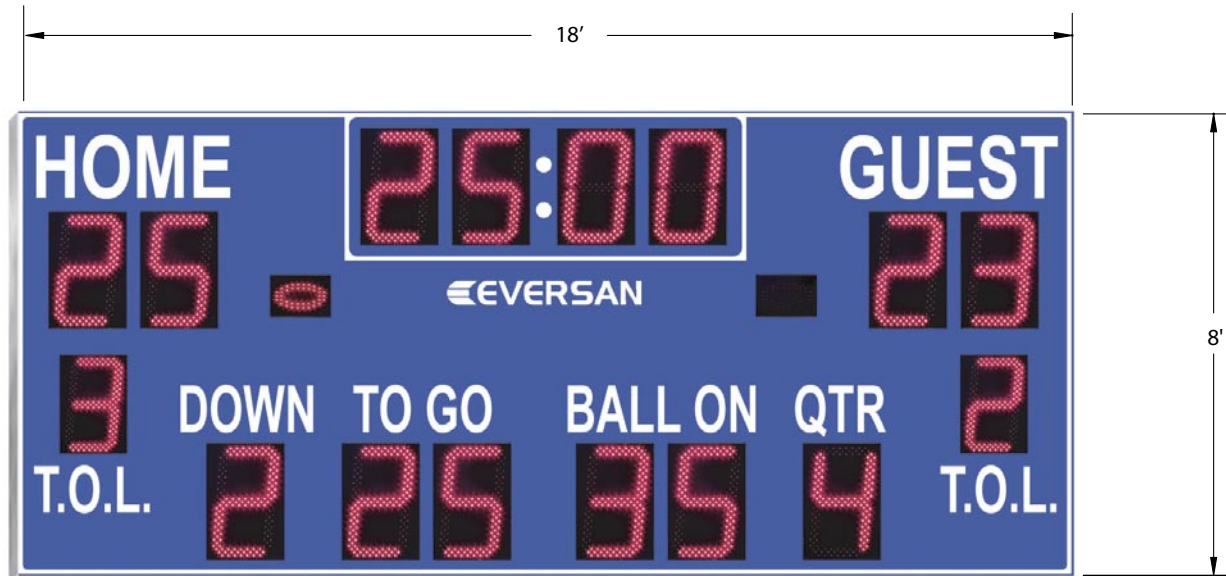 18'
HOME 25:00 GUEST
25 EVERSAN 23
8'
3 2
DOWN TO GO BALL ON QTR
T.O.L. 2 25 35 4 T.O.L.